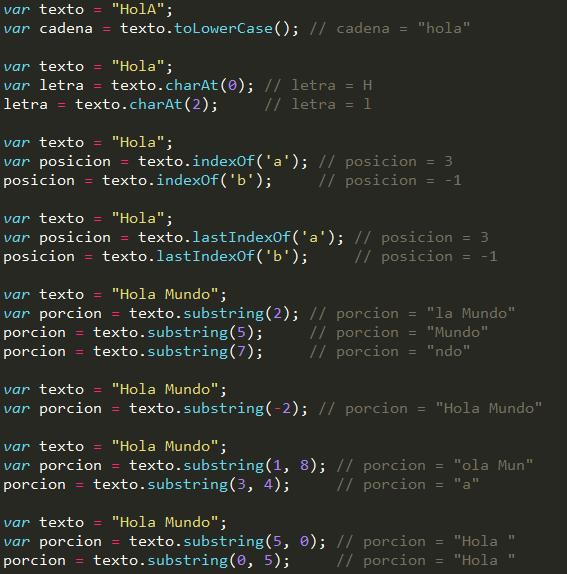 var texto = "HolA";
var cadena = texto.toLowerCase(); // cadena = "hola"
var texto = "Hola";
var letra = texto.charAt(0); // letra = H
letra = texto.charAt(2);     // letra = l
var texto = "Hola";
var posicion = texto.indexOf('a'); // posicion = 3
posicion = texto.indexOf('b');     // posicion = -1
var texto = "Hola";
var posicion = texto.lastIndexOf('a'); // posicion = 3
posicion = texto.lastIndexOf('b');     // posicion = -1
var texto = "Hola Mundo";
var porcion = texto.substring(2); // porcion = "la Mundo"
porcion = texto.substring(5);     // porcion = "Mundo"
porcion = texto.substring(7);     // porcion = "ndo"
var texto = "Hola Mundo";
var porcion = texto.substring(-2); // porcion = "Hola Mundo"
var texto = "Hola Mundo";
var porcion = texto.substring(1, 8); // porcion = "ola Mun"
porcion = texto.substring(3, 4);     // porcion = "a"
var texto = "Hola Mundo";
var porcion = texto.substring(5, 0); // porcion = "Hola "
porcion = texto.substring(0, 5);     // porcion = "Hola "